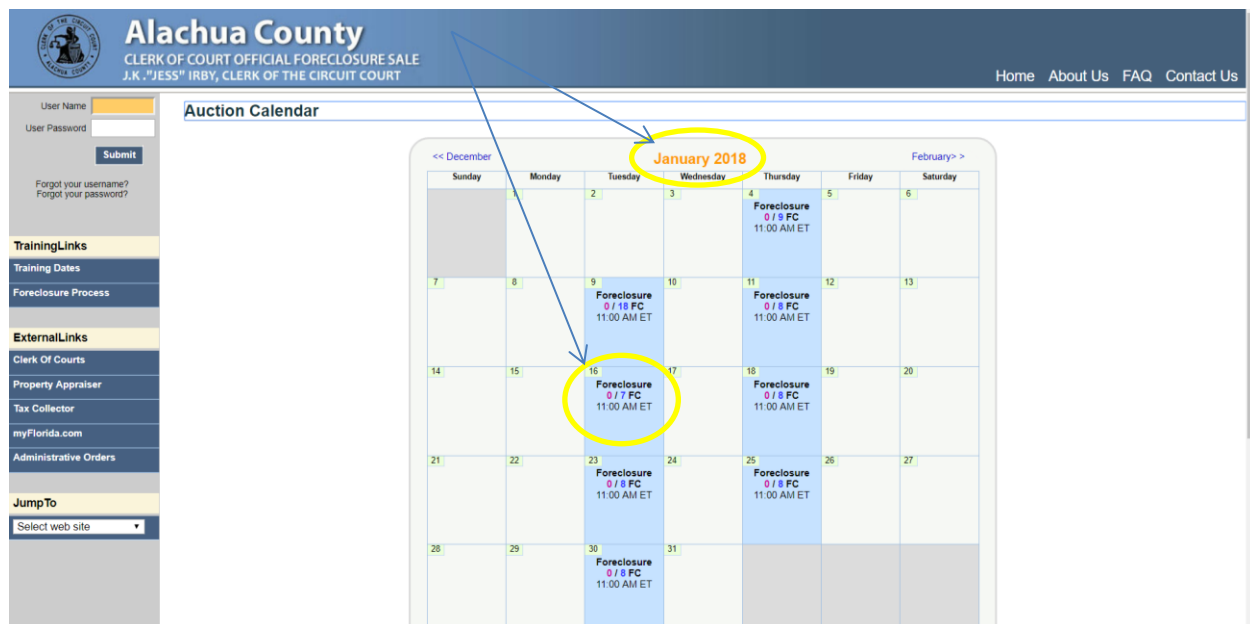 Alachua County
CLERK OF COURT OFFICIAL FORECLOSURE SALE
J.K ."JESS" IRBY, CLERK OF THE CIRCUIT COURT
Home About Us FAQ Contact Us
User Name
User Password
Submit
Forgot your username?
Forgot your password?
TrainingLinks
Training Dates
Foreclosure Process
ExternalLinks
Clerk Of Courts
Property Appraiser
Tax Collector
myFlorida.com
Administrative Orders
JumpTo
Select web site
Auction Calendar
<< December January 2018 February> >
Sunday Monday Tuesday Wednesday Thursday Friday Saturday
1 2 3 4 5 6
Foreclosure
0 / 9 FC
11:00 AM ET
7 8 9 10 11 12 13
Foreclosure Foreclosure
0 / 18 FC 0 / 8 FC
11:00 AM ET 11:00 AM ET
14 15 16 17 18 19 20
Foreclosure Foreclosure
0 / 7 FC 0 / 8 FC
11:00 AM ET 11:00 AM ET
21 22 23 24 25 26 27
Foreclosure Foreclosure
0 / 8 FC 0 / 8 FC
11:00 AM ET 11:00 AM ET
28 29 30 31
Foreclosure
0 / 8 FC
11:00 AM ET